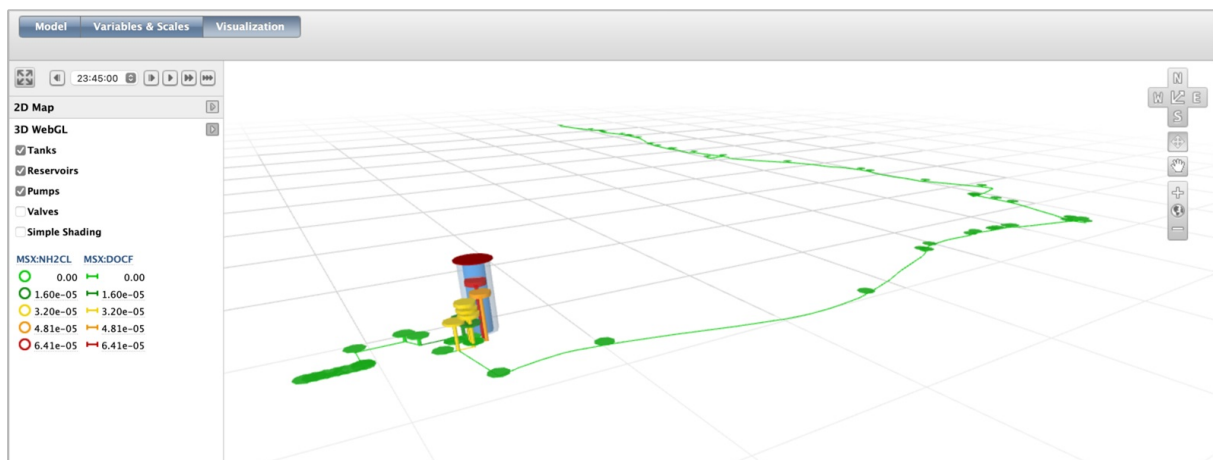 Model Variables & Scales Visualization
23:45:00
2D Map
3D WebGL
Tanks
Reservoirs
Pumps
Valves
Simple Shading
MSX:NH2CL MSX:DOCF
0.00 0.00
1.60e-05 1.60e-05
3.20e-05 3.20e-05
4.81e-05 4.81e-05
6.41e-05 6.41e-05
N
W E
S